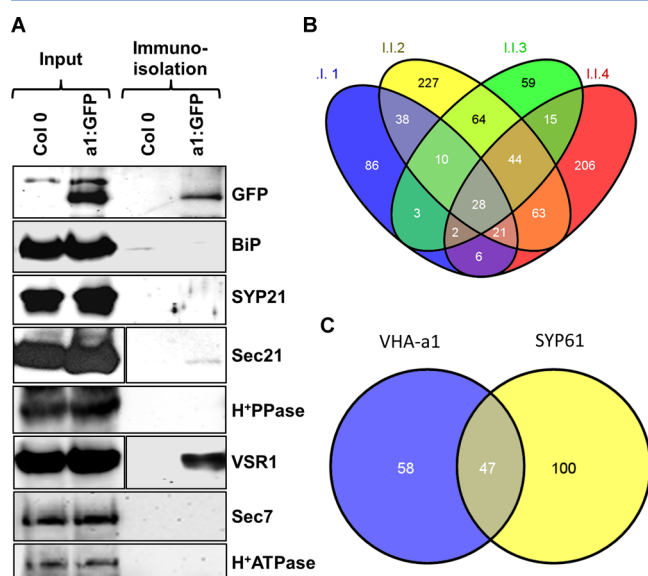 A
Input
Immuno-
isolation
Col 0
a1:GFP
Col 0
a1:GFP
GFP
BiP
SYP21
Sec21
H⁺PPase
VSR1
Sec7
H⁺ATPase
B
.I. 1
I.I.2
I.I.3
I.I.4
227
59
38
64
15
86
10
44
206
28
3
2
21
63
6
C
VHA-a1
SYP61
58
47
100